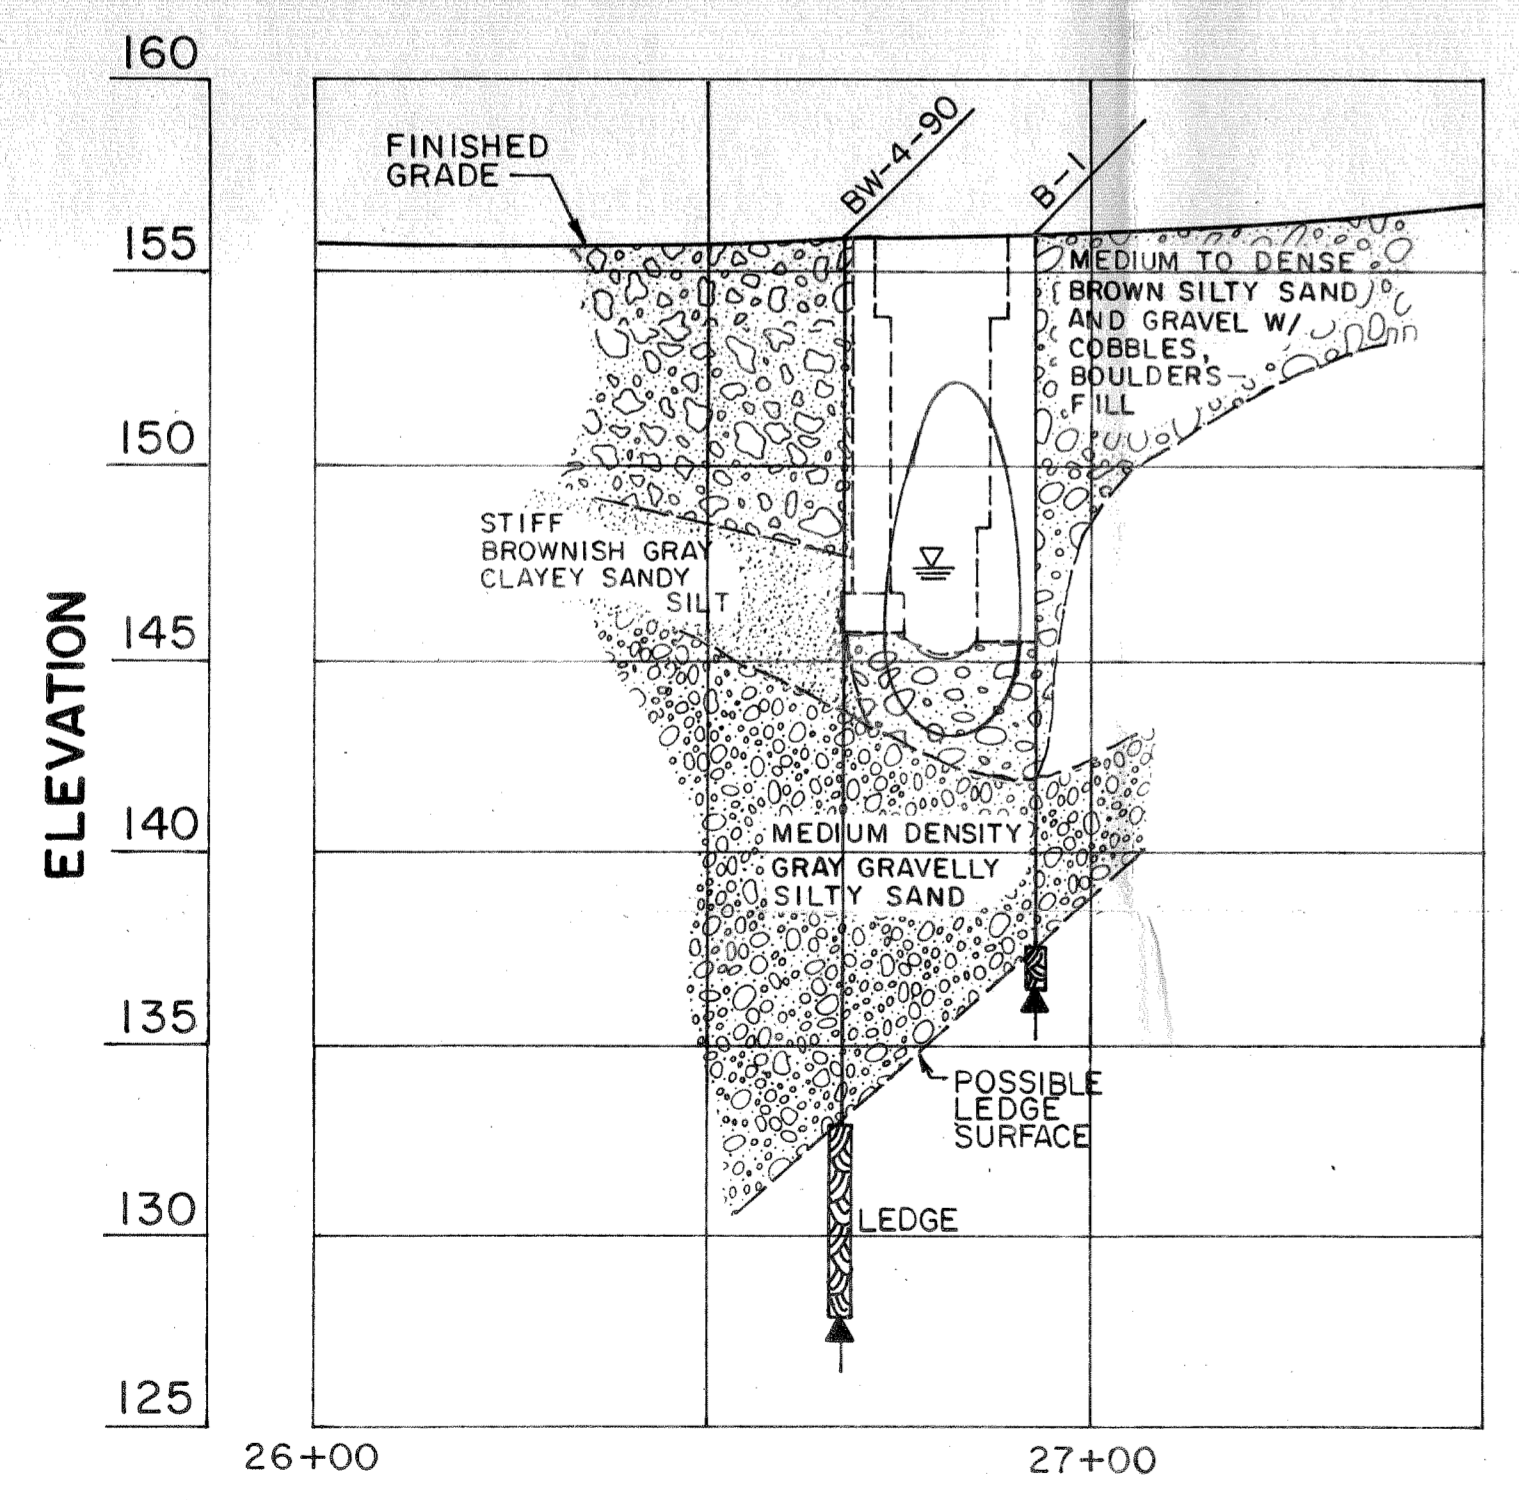 160
FINISHED
GRADE
BW-4-90
B-1
155
MEDIUM TO DENSE
BROWN SILTY SAND
AND GRAVEL W/
COBBLES,
BOULDERS-
FILL
150
STIFF
BROWNISH GRAY
CLAYEY SANDY
SILT
145
ELEVATION
140
MEDIUM DENSITY
GRAY GRAVELLY
SILTY SAND
135
POSSIBLE
LEDGE
SURFACE
130
LEDGE
125
26+00
27+00